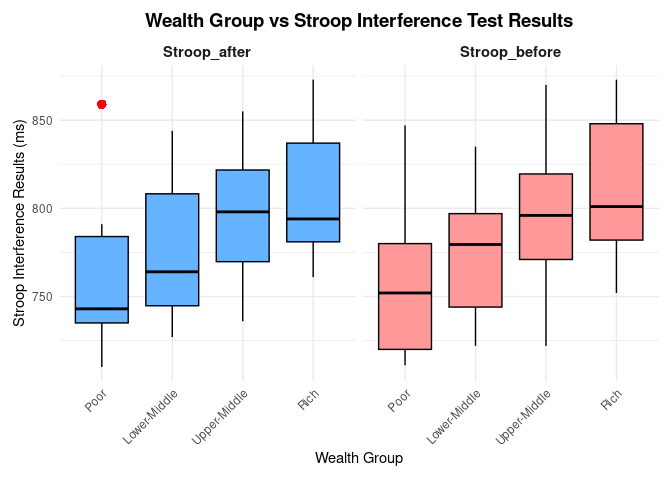 Wealth Group vs Stroop Interference Test Results
Stroop_after
Stroop_before
Stroop Interference Results (ms)
850
800
750
Poor
Lower-Middle
Upper-Middle
Rich
Poor
Lower-Middle
Upper-Middle
Rich
Wealth Group